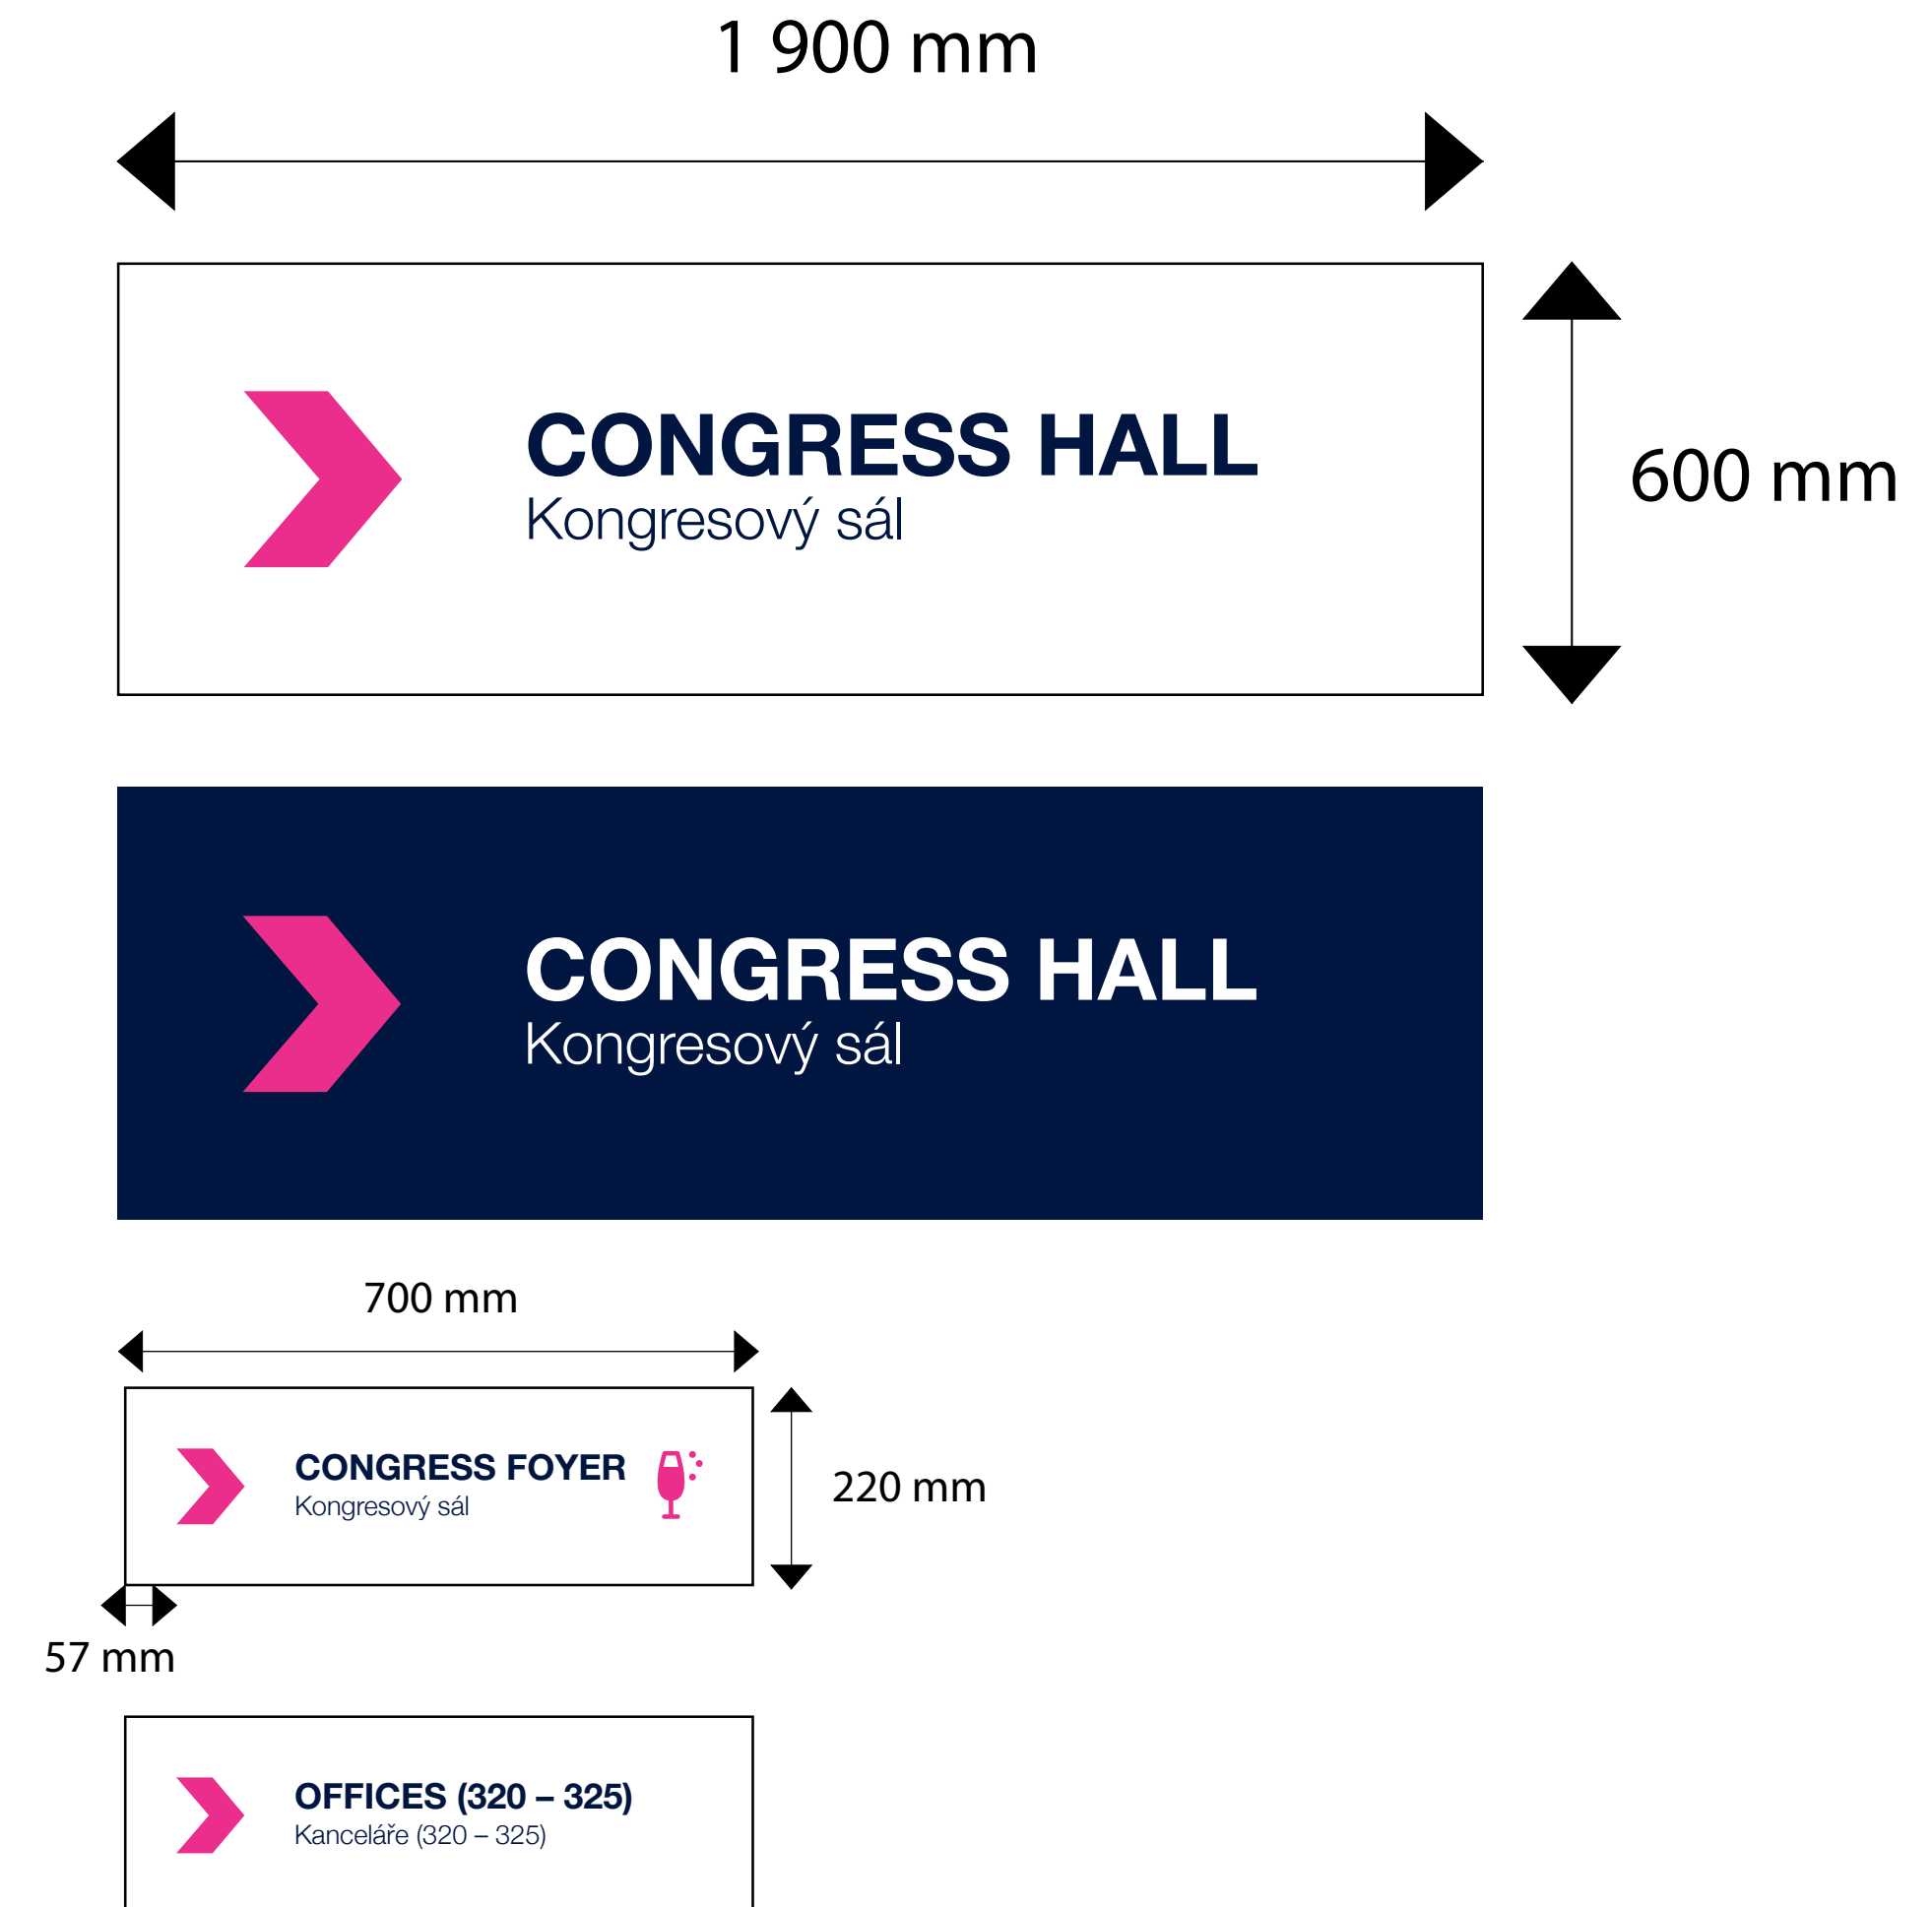 1 900 mm
CONGRESS HALL
Kongresový sál
600 mm
CONGRESS HALL
Kongresový sál
700 mm
CONGRESS FOYER
Kongresový sál
220 mm
57 mm
OFFICES (320 – 325)
Kanceláře (320 – 325)